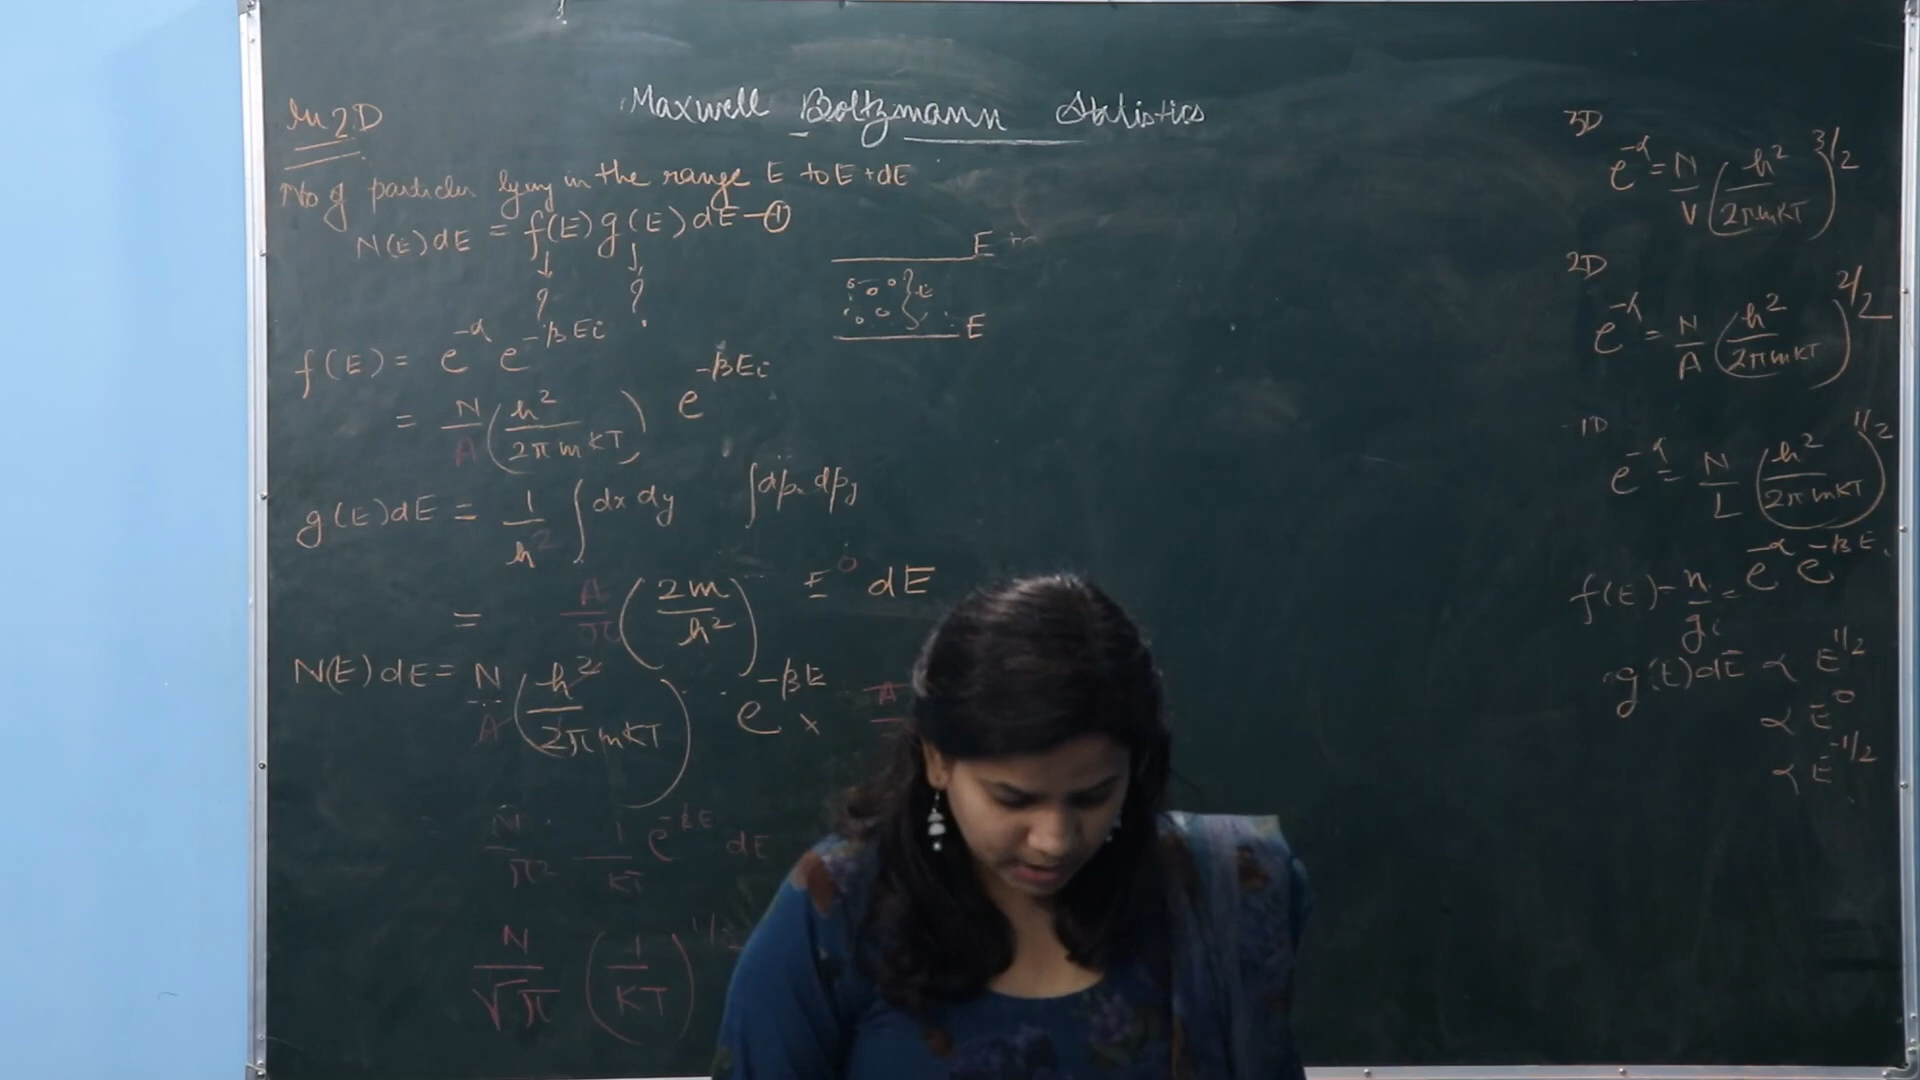 Maxwell Boltzmann Statistics
In 2D
No of particles lying in the range E to E+dE
N(E)dE = f(E)g(E)dE—①
↓ ↓
? ?
E +
E
f(E) = e^-α e^-βEi
= N/A (h²/2πmKT) e^-βEi
g(E)dE = 1/h² ∫dx dy ∫dpx dpy
= A/π (2m/h²) E^0 dE
N(E)dE = N/A (h²/2πmKT) e^-βE x A
dE
N/√π (1/KT)^1/2
3D
e^-α = N/V (h²/2πmKT)^3/2
2D
e^-α = N/A (h²/2πmKT)^2/2
1D
e^-α = N/L (h²/2πmKT)^1/2
f(E) = n/gi = e^-α e^-βE
g(E)dE ∝ E^1/2
∝ E^0
∝ E^-1/2